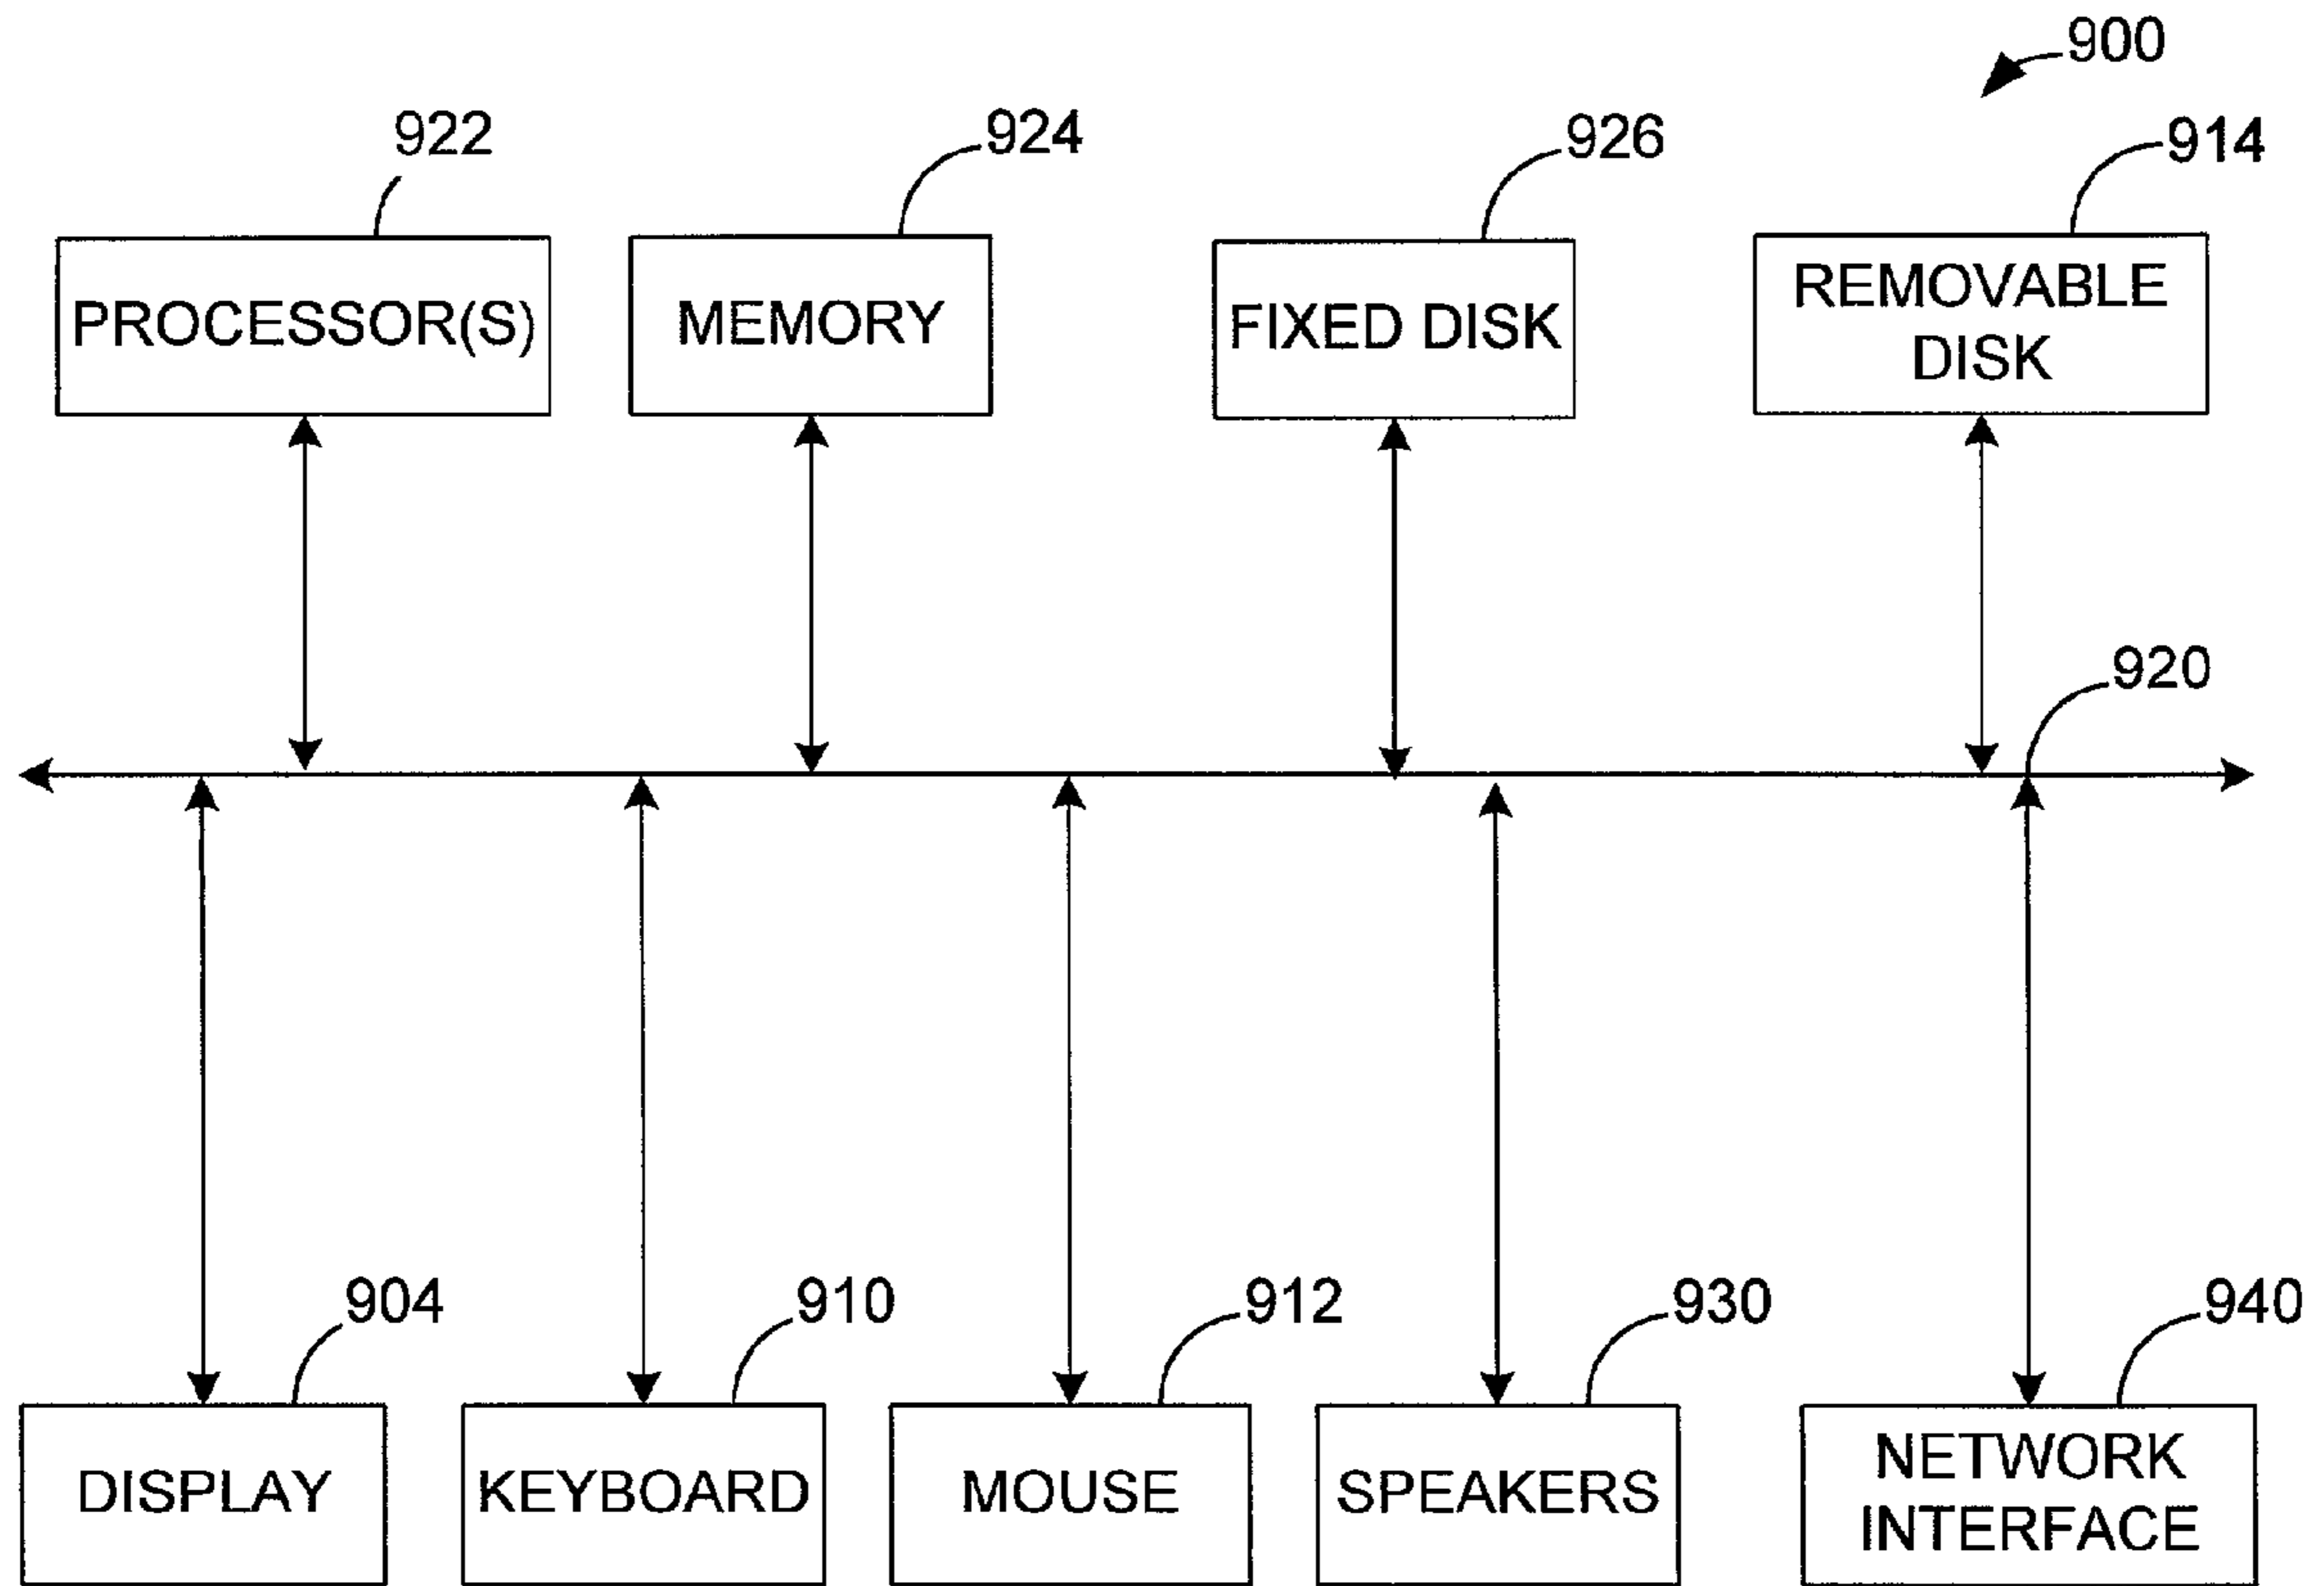 900
922
924
926
914
PROCESSOR(S)
MEMORY
FIXED DISK
REMOVABLE
DISK
920
904
910
912
930
940
DISPLAY
KEYBOARD
MOUSE
SPEAKERS
NETWORK
INTERFACE